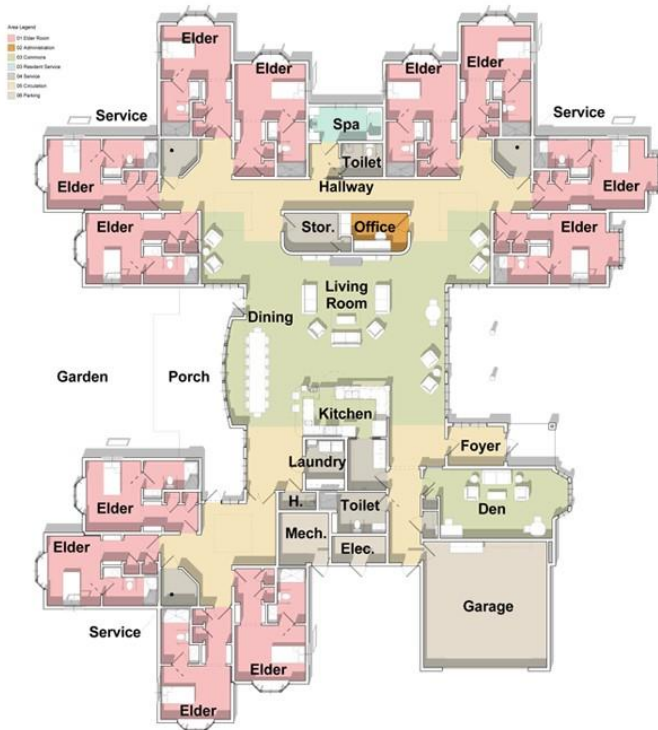 Area Legend
01 Elder Room
02 Administration
03 Commons
03 Resident Service
04 Service
05 Circulation
06 Parking
Elder
Elder
Elder
Elder
Service
Spa
Service
Toilet
Elder
Hallway
Elder
Elder
Stor.
Office
Elder
Living
Room
Dining
Garden
Porch
Kitchen
Foyer
Laundry
Elder
H.
Toilet
Den
Elder
Mech.
Elec.
Garage
Service
Elder
Elder